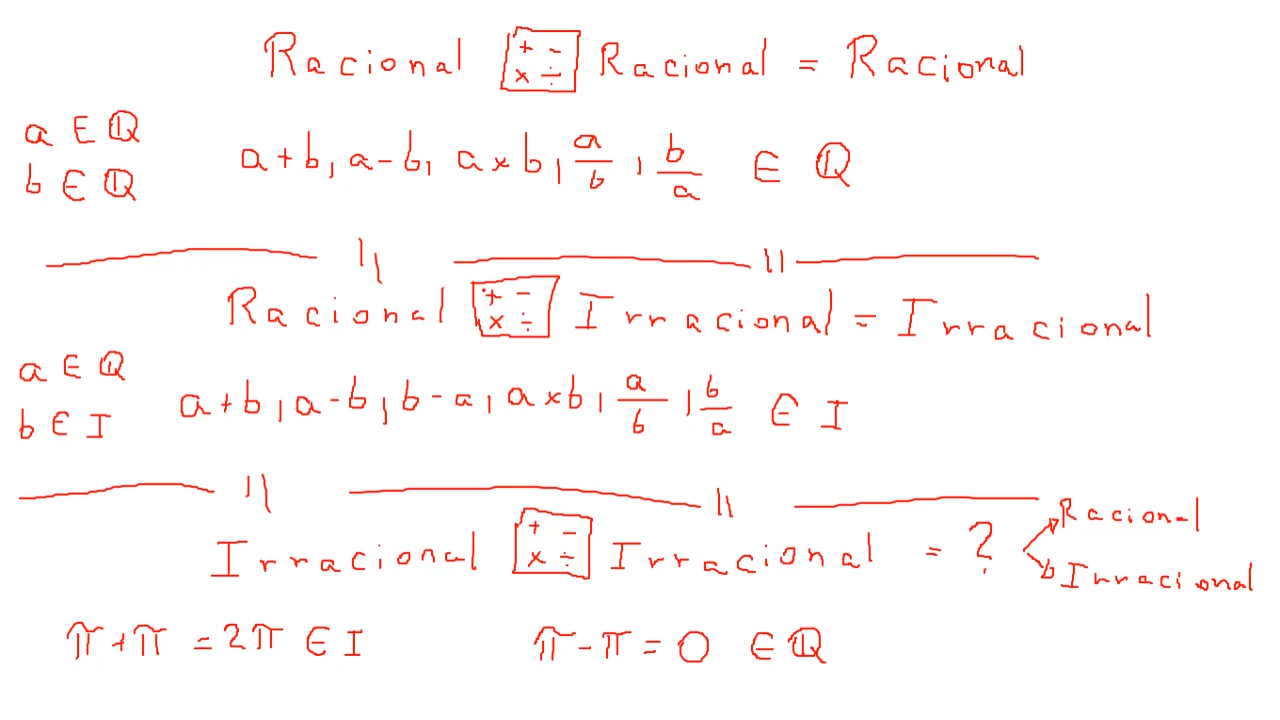 Racional + - × ÷ Racional = Racional
a ∈ ℚ
b ∈ ℚ
a+b, a-b, a×b, a/b, b/a ∈ ℚ
Racional + - × ÷ Irracional = Irracional
a ∈ ℚ
b ∈ I
a+b, a-b, b-a, a×b, a/b, b/a ∈ I
Irracional + - × ÷ Irracional = ?
Racional
Irracional
π+π = 2π ∈ I
π-π = 0 ∈ ℚ